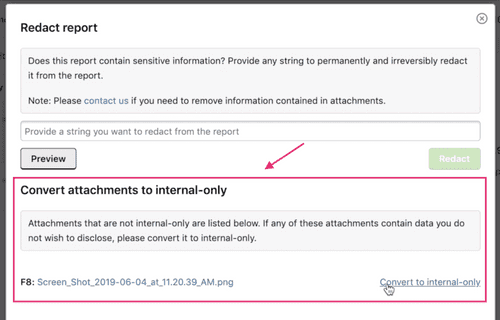 Redact report
Does this report contain sensitive information? Provide any string to permanently and irreversibly redact
it from the report.
Note: Please contact us if you need to remove information contained in attachments.
Provide a string you want to redact from the report
Preview
Redact
Convert attachments to internal-only
Attachments that are not internal-only are listed below. If any of these attachments contain data you do
not wish to disclose, please convert it to internal-only.
F8: Screen_Shot_2019-06-04_at_11.20.39_AM.png
Convert to internal-only